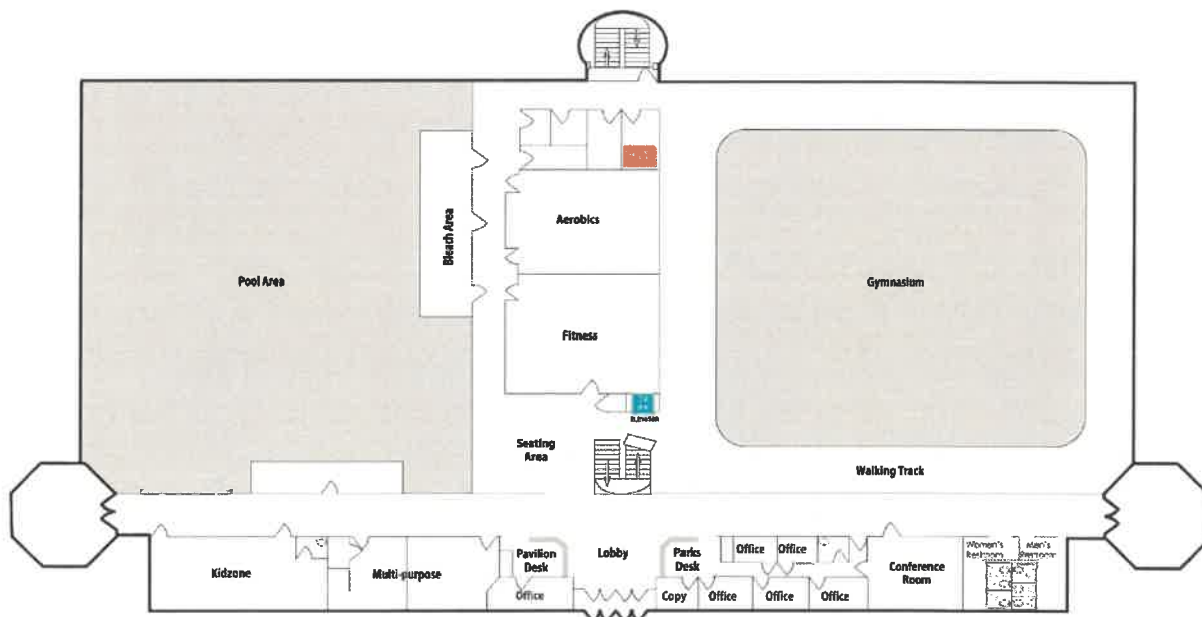 Bleach Area
Aerobics
Pool Area
Gymnasium
Fitness
Elevator
Seating
Area
Walking Track
Women's
Restroom
Men's
Restroom
Pavilion
Desk
Lobby
Parks
Desk
Office
Office
Kidzone
Multi-purpose
Conference
Room
Office
Copy
Office
Office
Office